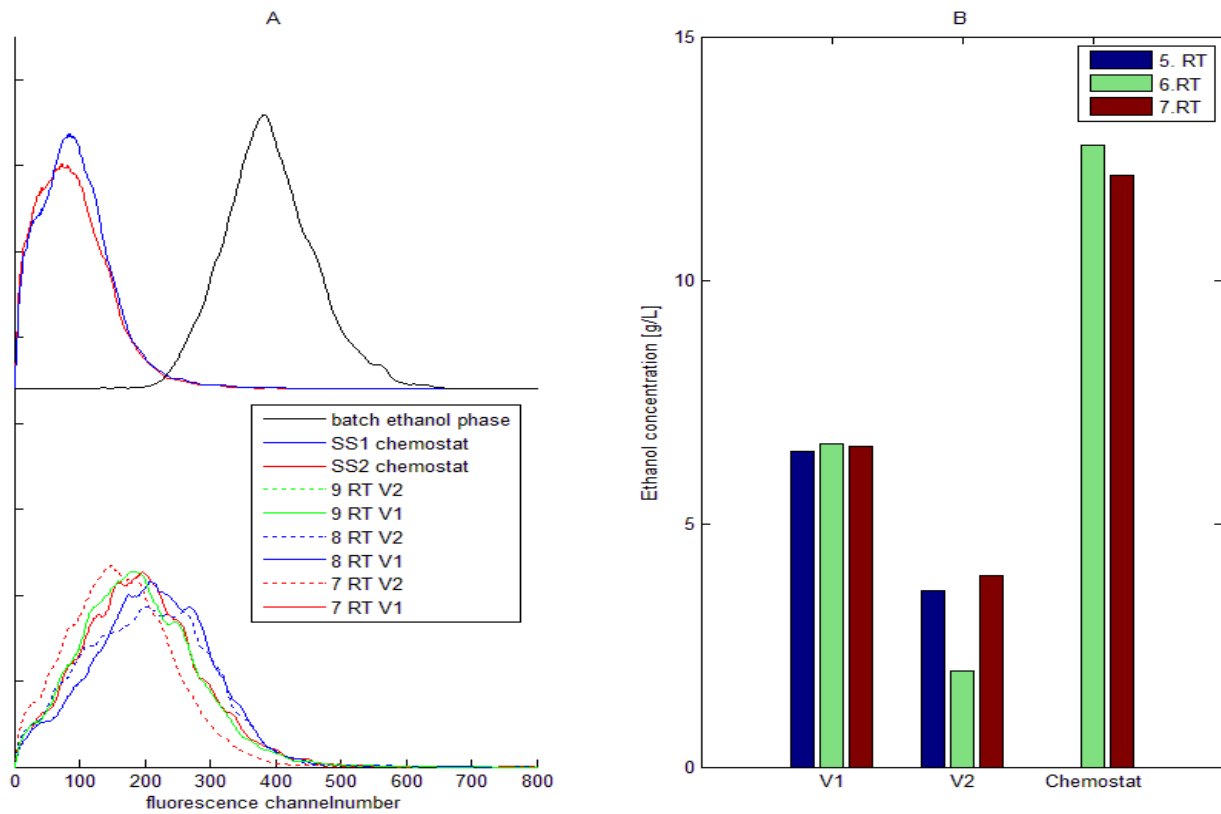 A
batch ethanol phase
SS1 chemostat
SS2 chemostat
9 RT V2
9 RT V1
8 RT V2
8 RT V1
7 RT V2
7 RT V1
0 100 200 300 400 500 600 700 800
fluorescence channelnumber
B
15
10
5
0
Ethanol concentration [g/L]
5. RT
6.RT
7.RT
V1 V2 Chemostat